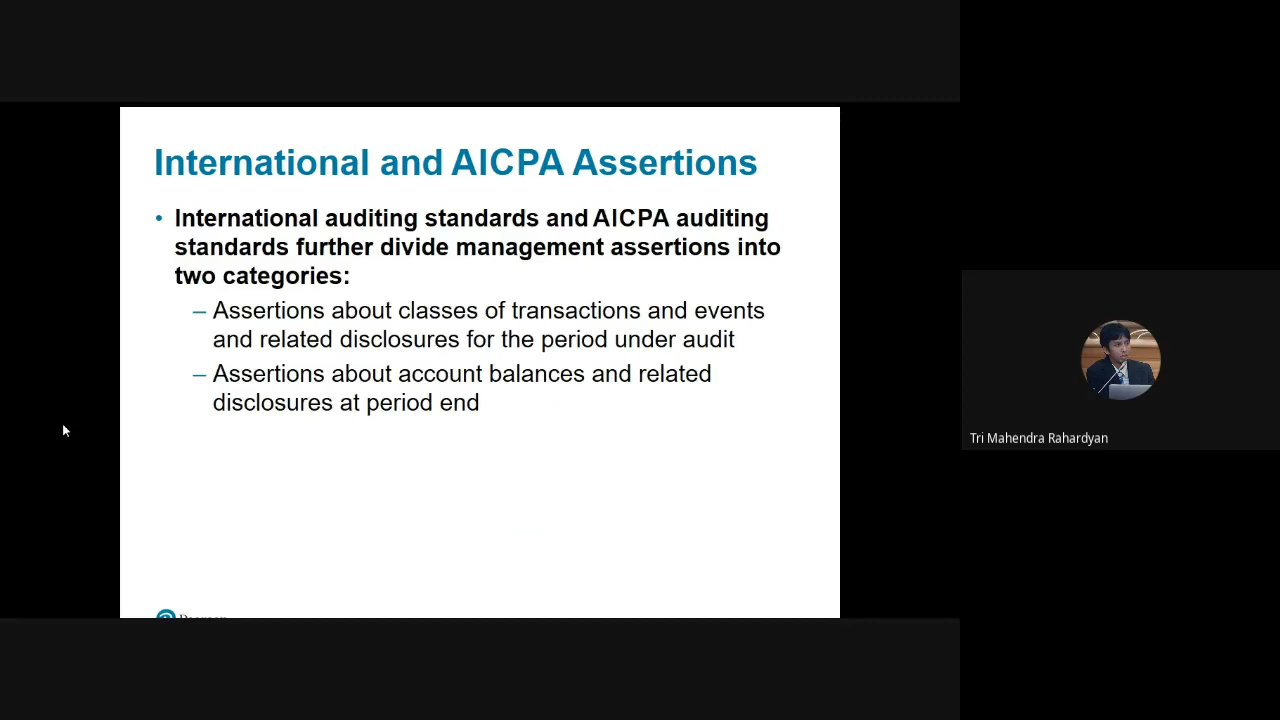 International and AICPA Assertions
• International auditing standards and AICPA auditing
standards further divide management assertions into
two categories:
– Assertions about classes of transactions and events
and related disclosures for the period under audit
– Assertions about account balances and related
disclosures at period end
Tri Mahendra Rahardyan